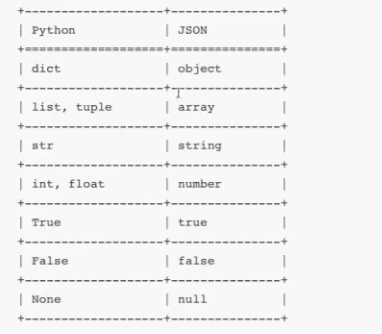 +-------------------+---------------+
| Python            | JSON          |
+===================+===============+
| dict              | object        |
+-------------------+---------------+
| list, tuple       | array         |
+-------------------+---------------+
| str               | string        |
+-------------------+---------------+
| int, float        | number        |
+-------------------+---------------+
| True              | true          |
+-------------------+---------------+
| False             | false         |
+-------------------+---------------+
| None              | null          |
+-------------------+---------------+